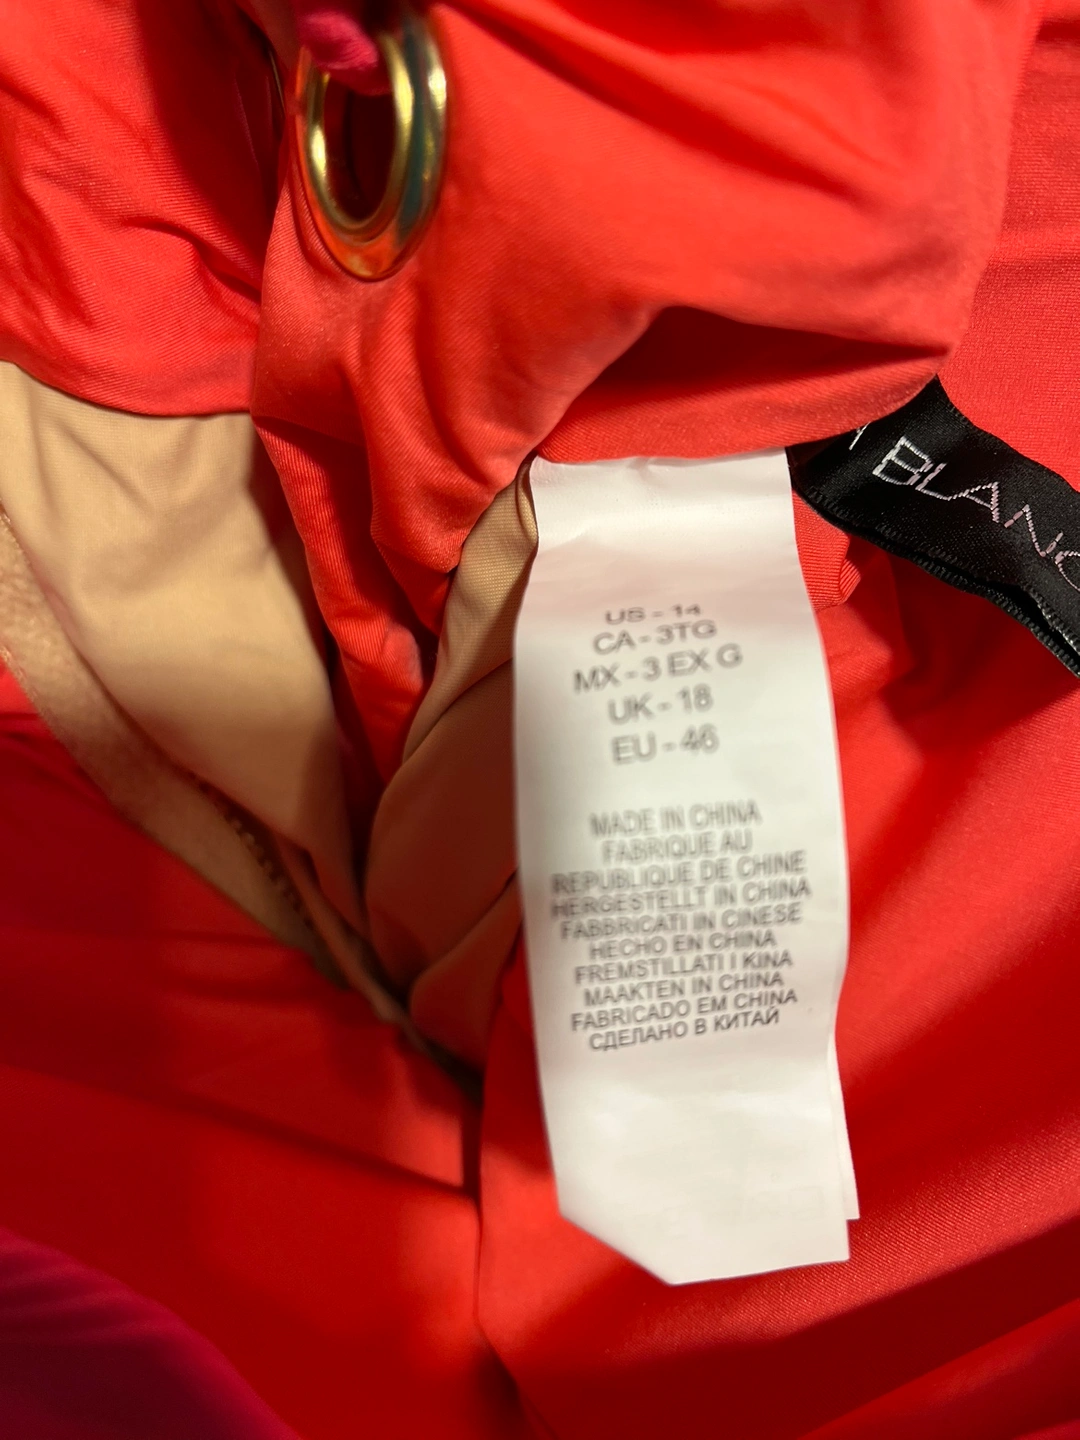 BLANC
US - 14
CA - 3TG
MX - 3 EX G
UK - 18
EU - 46
MADE IN CHINA
FABRIQUE AU
REPUBLIQUE DE CHINE
HERGESTELLT IN CHINA
FABBRICATI IN CINESE
HECHO EN CHINA
FREMSTILLATI I KINA
MAAKTEN IN CHINA
FABRICADO EM CHINA
СДЕЛАНО В КИТАЙ